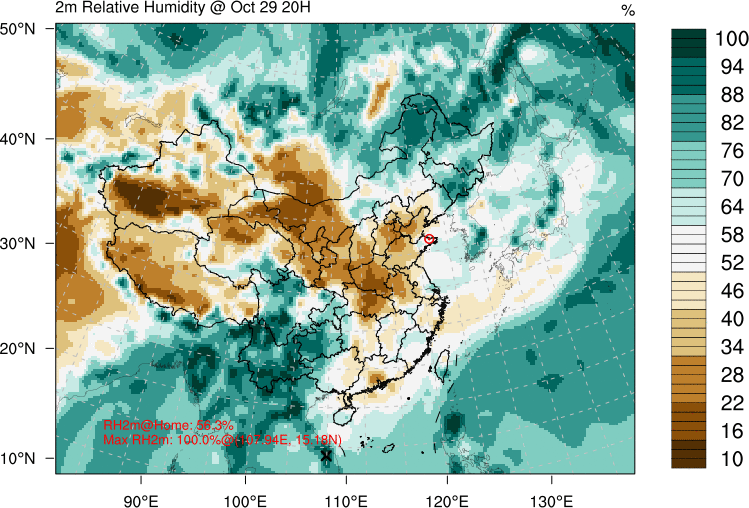 2m Relative Humidity @ Oct 29 20H
%
50°N
40°N
30°N
20°N
10°N
90°E
100°E
110°E
120°E
130°E
100
94
88
82
76
70
64
58
52
46
40
34
28
22
16
10
RH2m@Home: 56.3%
Max RH2m: 100.0%@(107.94E, 15.18N)